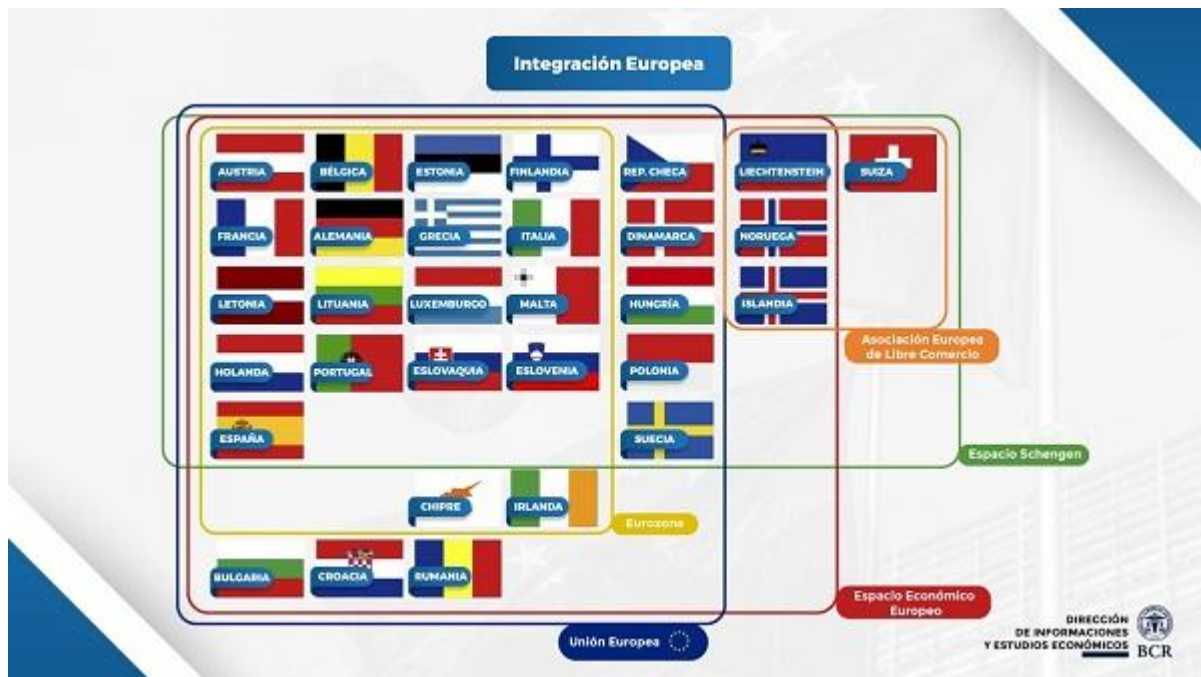 Integración Europea
AUSTRIA
BÉLGICA
ESTONIA
FINLANDIA
REP. CHECA
LIECHTENSTEIN
SUIZA
FRANCIA
ALEMANIA
GRECIA
ITALIA
DINAMARCA
NORUEGA
LETONIA
LITUANIA
LUXEMBURGO
MALTA
HUNGRÍA
ISLANDIA
Asociación Europea
de Libre Comercio
HOLANDA
PORTUGAL
ESLOVAQUIA
ESLOVENIA
POLONIA
ESPAÑA
SUECIA
Espacio Schengen
CHIPRE
IRLANDA
Eurozona
BULGARIA
CROACIA
RUMANIA
Espacio Económico
Europeo
Unión Europea
DIRECCIÓN
DE INFORMACIONES
Y ESTUDIOS ECONÓMICOS
BCR